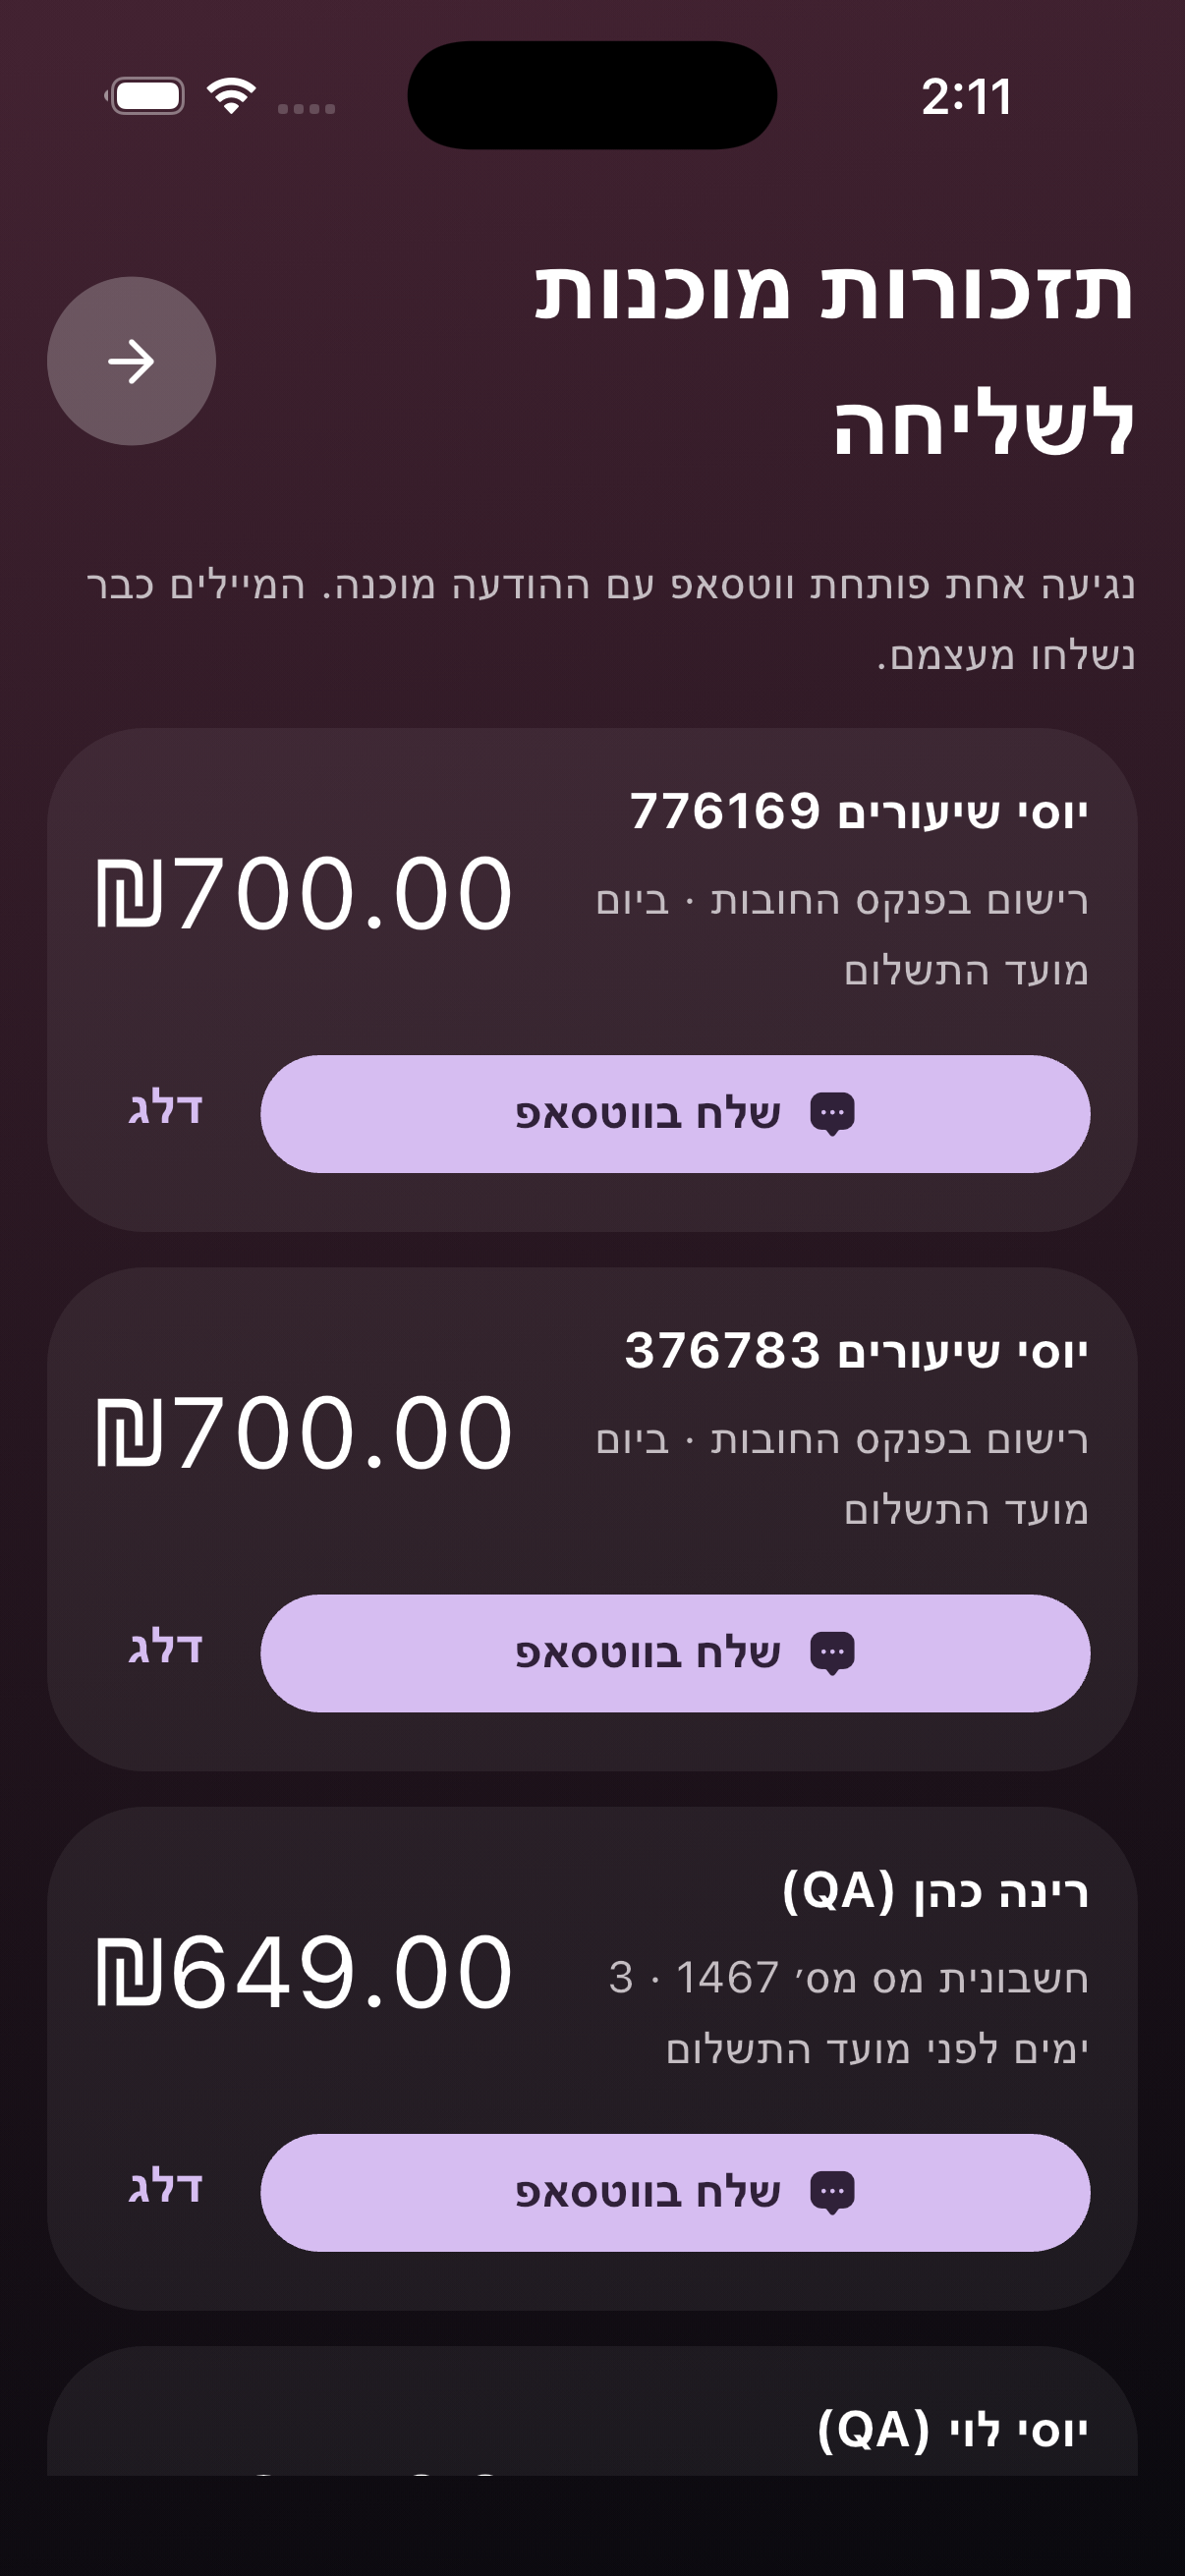 2:11
תזכורות מוכנות
לשליחה
נגיעה אחת פותחת ווטסאפ עם ההודעה מוכנה. המיילים כבר
נשלחו מעצמם.
יוסי שיעורים 776169
₪700.00
רישום בפנקס החובות · ביום
מועד התשלום
שלח בווטסאפ
דלג
יוסי שיעורים 376783
₪700.00
רישום בפנקס החובות · ביום
מועד התשלום
שלח בווטסאפ
דלג
רינה כהן (QA)
₪649.00
חשבונית מס מס׳ 1467 · 3
ימים לפני מועד התשלום
שלח בווטסאפ
דלג
יוסי לוי (QA)